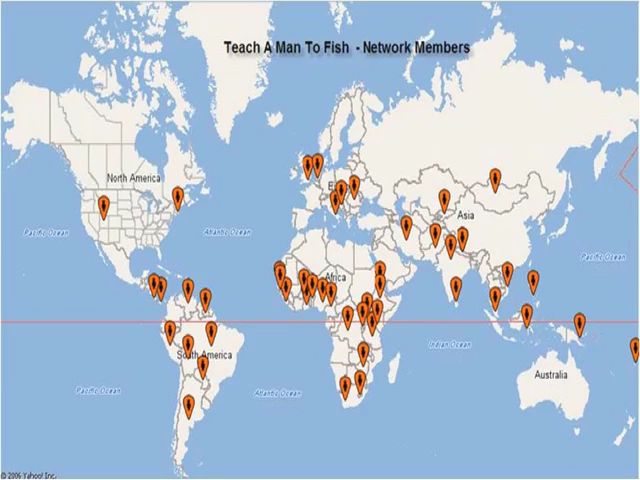 Teach A Man To Fish - Network Members
North America
E
Asia
Pacific Ocean
Atlantic Ocean
Pacific Ocean
Africa
Indian Ocean
South America
Australia
Pacific Ocean
Atlantic Ocean
© 2006 Yahoo! Inc.